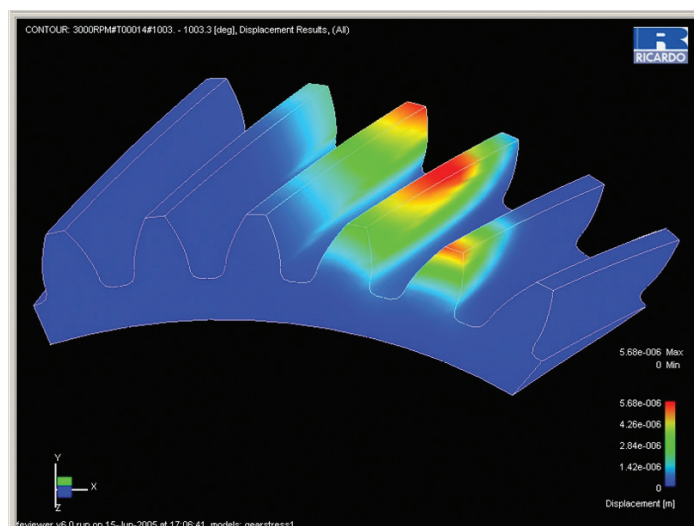 CONTOUR: 3000RPM#T00014#1003. - 1003.3 [deg], Displacement Results, (All)
R
RICARDO
5.68e-006 Max
0 Min
5.68e-006
4.26e-006
2.84e-006
1.42e-006
0
Displacement [m]
Y
X
Z
feviewer v6.0 run on 15-Jun-2005 at 17:06:41, models: gearstress1